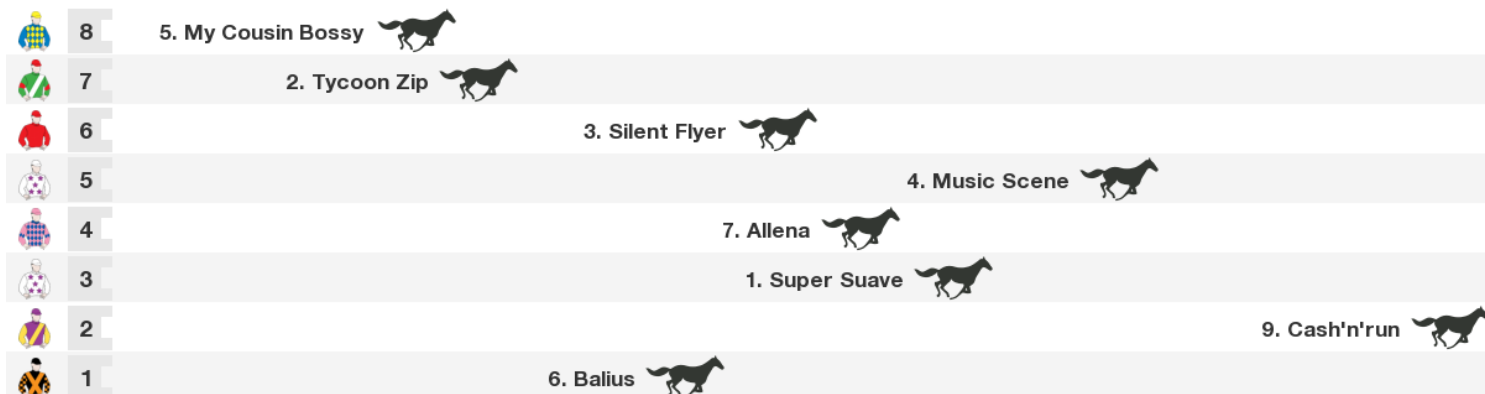 8 5. My Cousin Bossy
7 2. Tycoon Zip
6 3. Silent Flyer
5 4. Music Scene
4 7. Allena
3 1. Super Suave
2 9. Cash'n'run
1 6. Balius